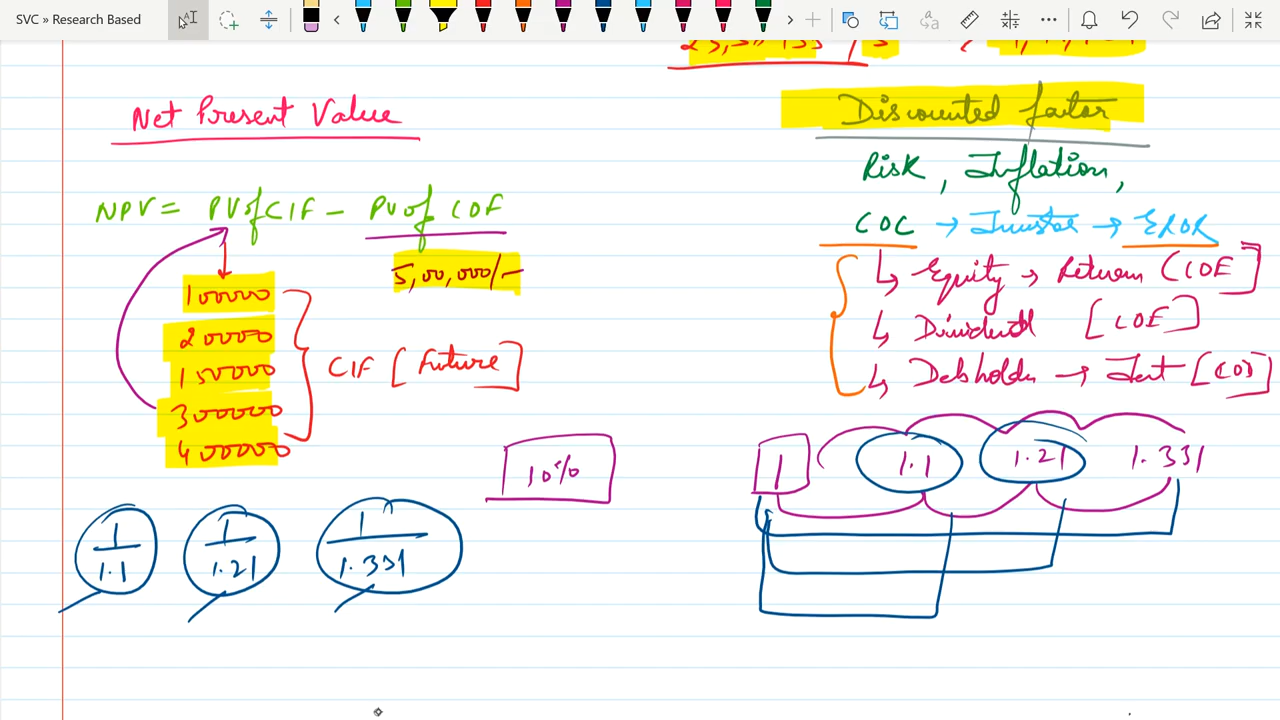 SVC » Research Based
Net Present Value
NPV = PV of CIF - PV of COF
5,00,000/-
100000
20000
150000
300000
400000
CIF [Future]
10%
1/1.1
1/1.21
1/1.331
Discounted factor
Risk, Inflation,
COC → Investor → EROR
↳ Equity → Return (COE]
↳ Dividend [COE]
↳ Debholder → Int [COD]
1 1.1 1.21 1.331